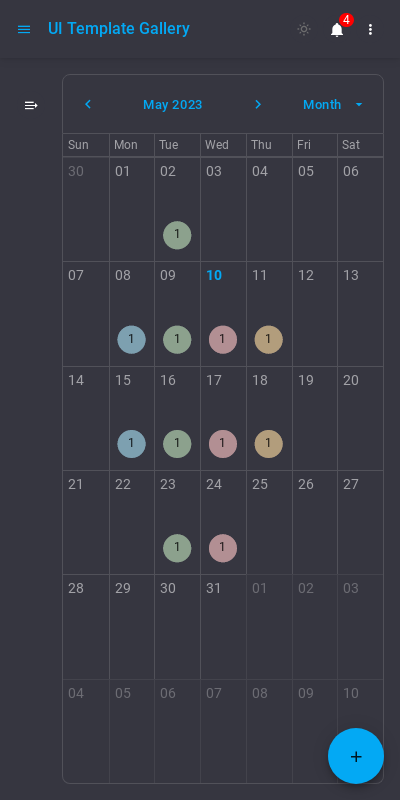 UI Template Gallery 4
May 2023 Month
Sun Mon Tue Wed Thu Fri Sat
30 01 02 03 04 05 06
1
07 08 09 10 11 12 13
1 1 1 1
14 15 16 17 18 19 20
1 1 1 1
21 22 23 24 25 26 27
1 1
28 29 30 31 01 02 03
04 05 06 07 08 09 10
+